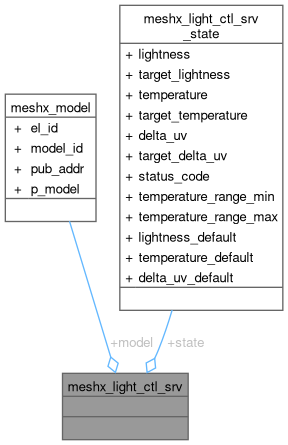 meshx_light_ctl_srv
_state
+ lightness
+ target_lightness
+ temperature
+ target_temperature
+ delta_uv
+ target_delta_uv
+ status_code
+ temperature_range_min
+ temperature_range_max
+ lightness_default
+ temperature_default
+ delta_uv_default
meshx_model
+ el_id
+ model_id
+ pub_addr
+ p_model
+model
+state
meshx_light_ctl_srv